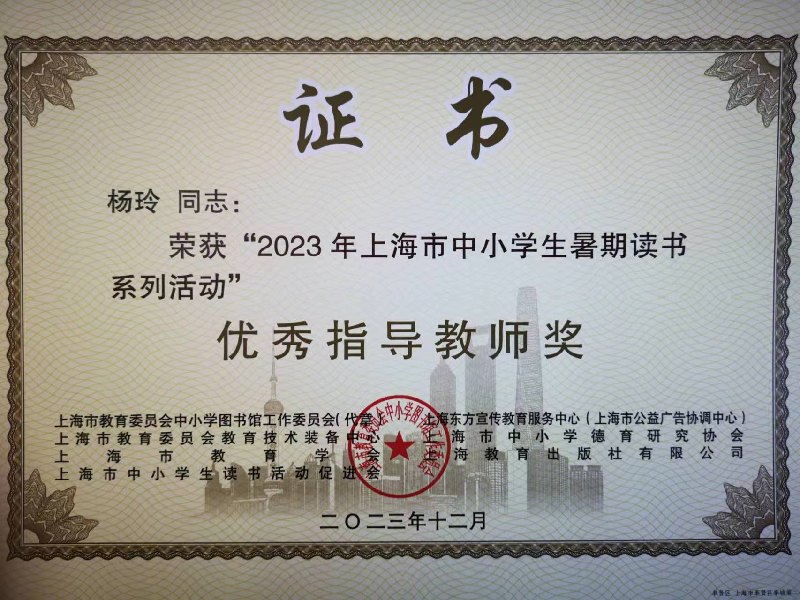 证 书
杨玲 同志：
荣获“2023年上海市中小学生暑期读书
系列活动”
优秀指导教师奖
上海市教育委员会中小学图书馆工作委员会(代章) 上海东方宣传教育服务中心（上海市公益广告协调中心）
上海市教育委员会教育技术装备中心 上海市中小学德育研究协会
上海市教育学会 上海教育出版社有限公司
上海市中小学生读书活动促进会
二〇二三年十二月